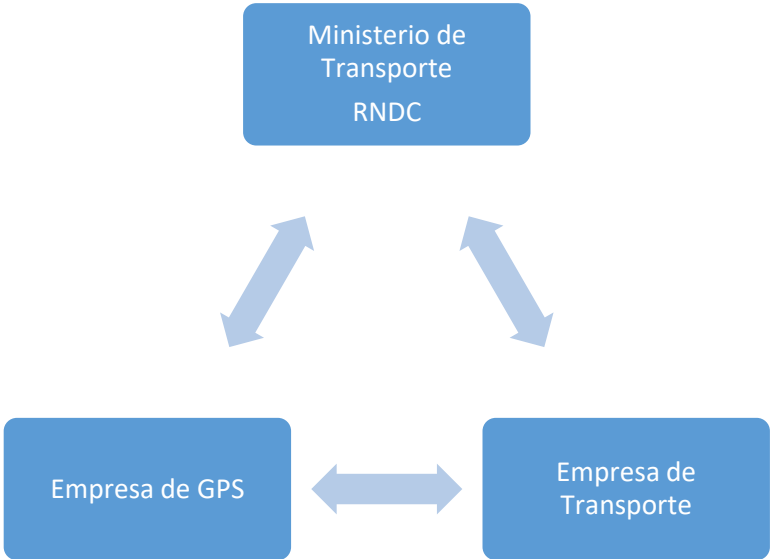 Ministerio de
Transporte
RNDC
Empresa de GPS
Empresa de
Transporte